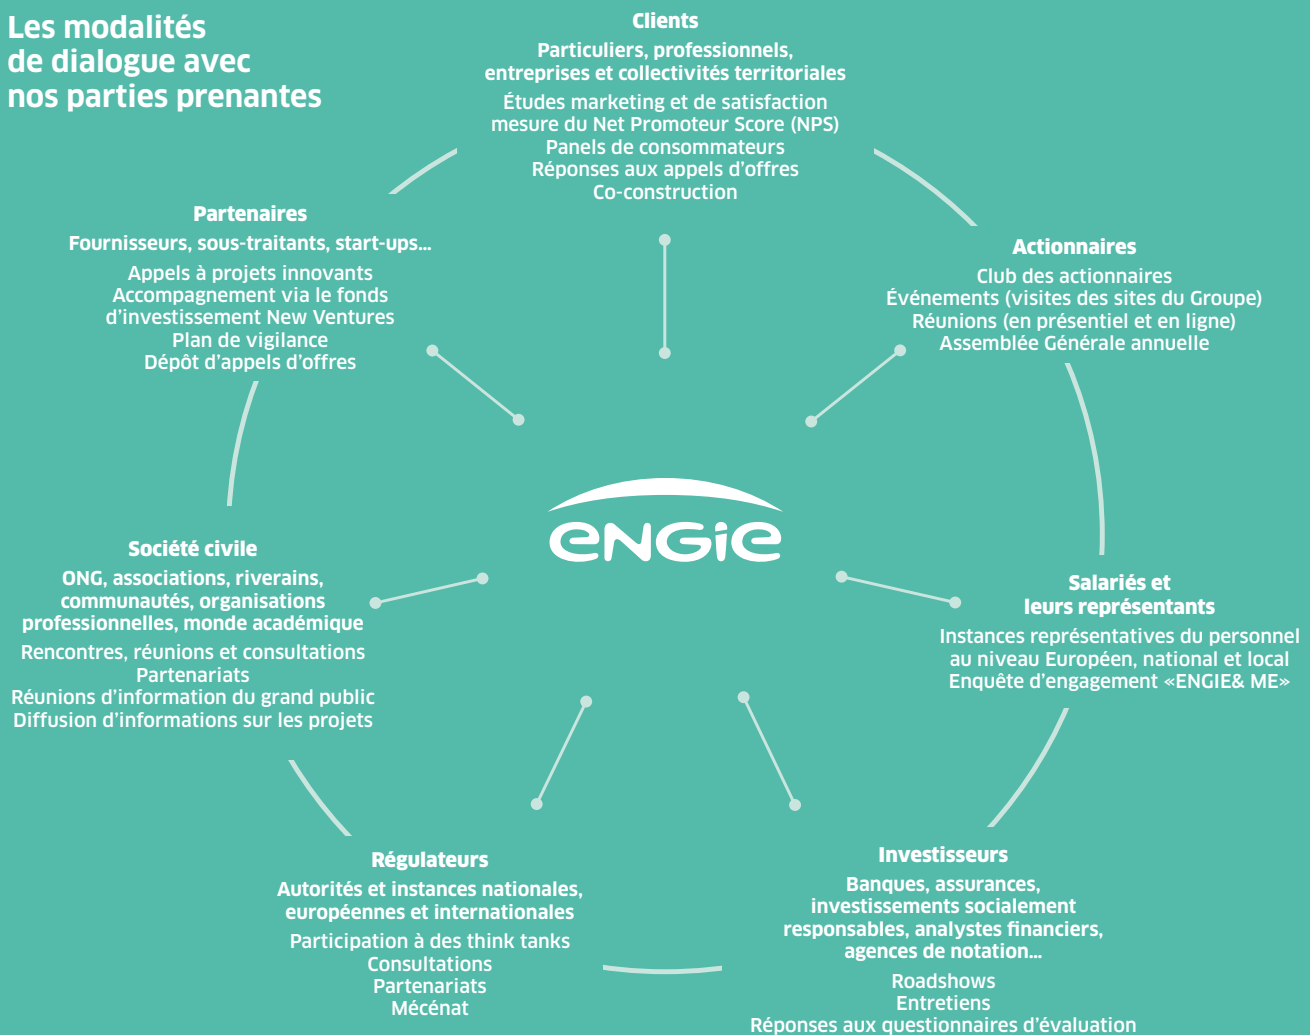 Les modalités
de dialogue avec
nos parties prenantes
Clients
Particuliers, professionnels,
entreprises et collectivités territoriales
Études marketing et de satisfaction
mesure du Net Promoteur Score (NPS)
Panels de consommateurs
Réponses aux appels d’offres
Co-construction
Partenaires
Fournisseurs, sous-traitants, start-ups...
Appels à projets innovants
Accompagnement via le fonds
d’investissement New Ventures
Plan de vigilance
Dépôt d’appels d’offres
Actionnaires
Club des actionnaires
Événements (visites des sites du Groupe)
Réunions (en présentiel et en ligne)
Assemblée Générale annuelle
ENGiE
Société civile
ONG, associations, riverains,
communautés, organisations
professionnelles, monde académique
Rencontres, réunions et consultations
Partenariats
Réunions d’information du grand public
Diffusion d’informations sur les projets
Salariés et
leurs représentants
Instances représentatives du personnel
au niveau Européen, national et local
Enquête d’engagement «ENGIE& ME»
Régulateurs
Autorités et instances nationales,
européennes et internationales
Participation à des think tanks
Consultations
Partenariats
Mécénat
Investisseurs
Banques, assurances,
investissements socialement
responsables, analystes financiers,
agences de notation...
Roadshows
Entretiens
Réponses aux questionnaires d’évaluation